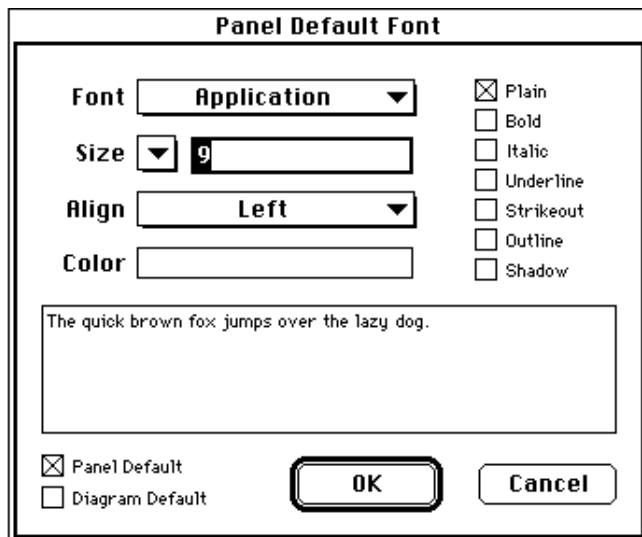 Panel Default Font
Font Application
Size 9
Align Left
Color
Plain
Bold
Italic
Underline
Strikeout
Outline
Shadow
The quick brown fox jumps over the lazy dog.
Panel Default
Diagram Default
OK
Cancel